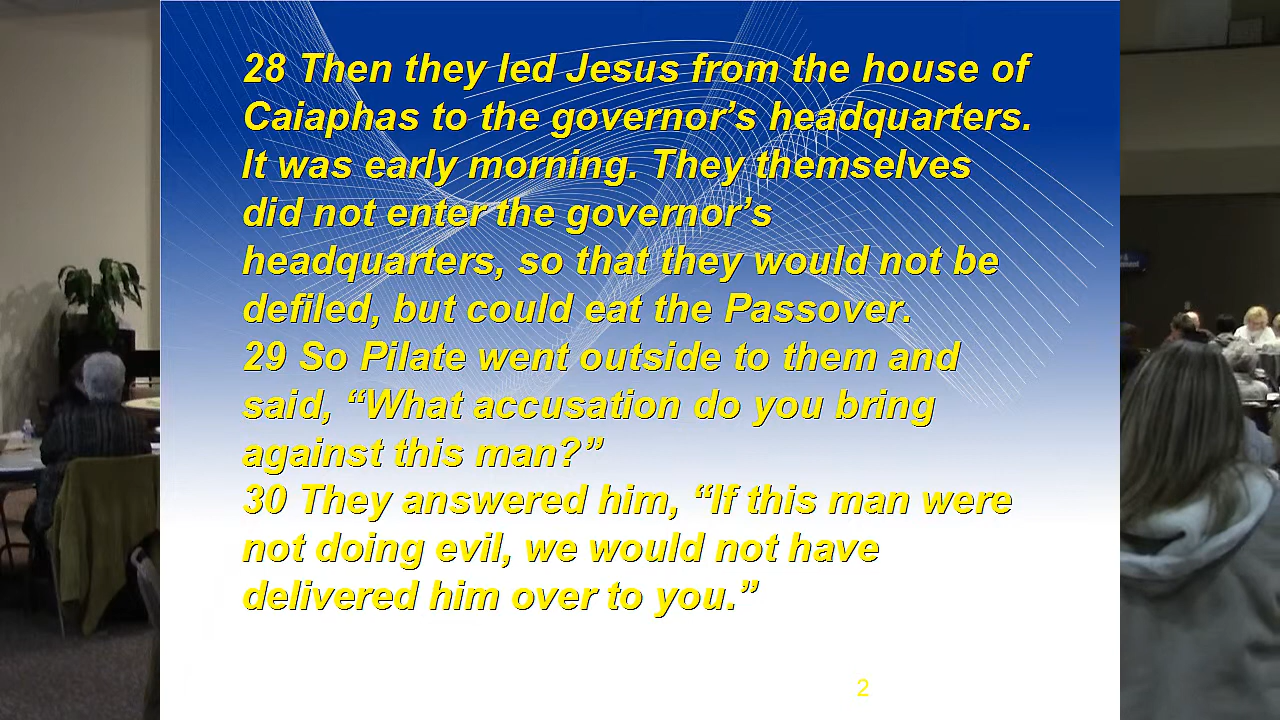 28 Then they led Jesus from the house of
Caiaphas to the governor’s headquarters.
It was early morning. They themselves
did not enter the governor’s
headquarters, so that they would not be
defiled, but could eat the Passover.
29 So Pilate went outside to them and
said, “What accusation do you bring
against this man?”
30 They answered him, “If this man were
not doing evil, we would not have
delivered him over to you.”
2